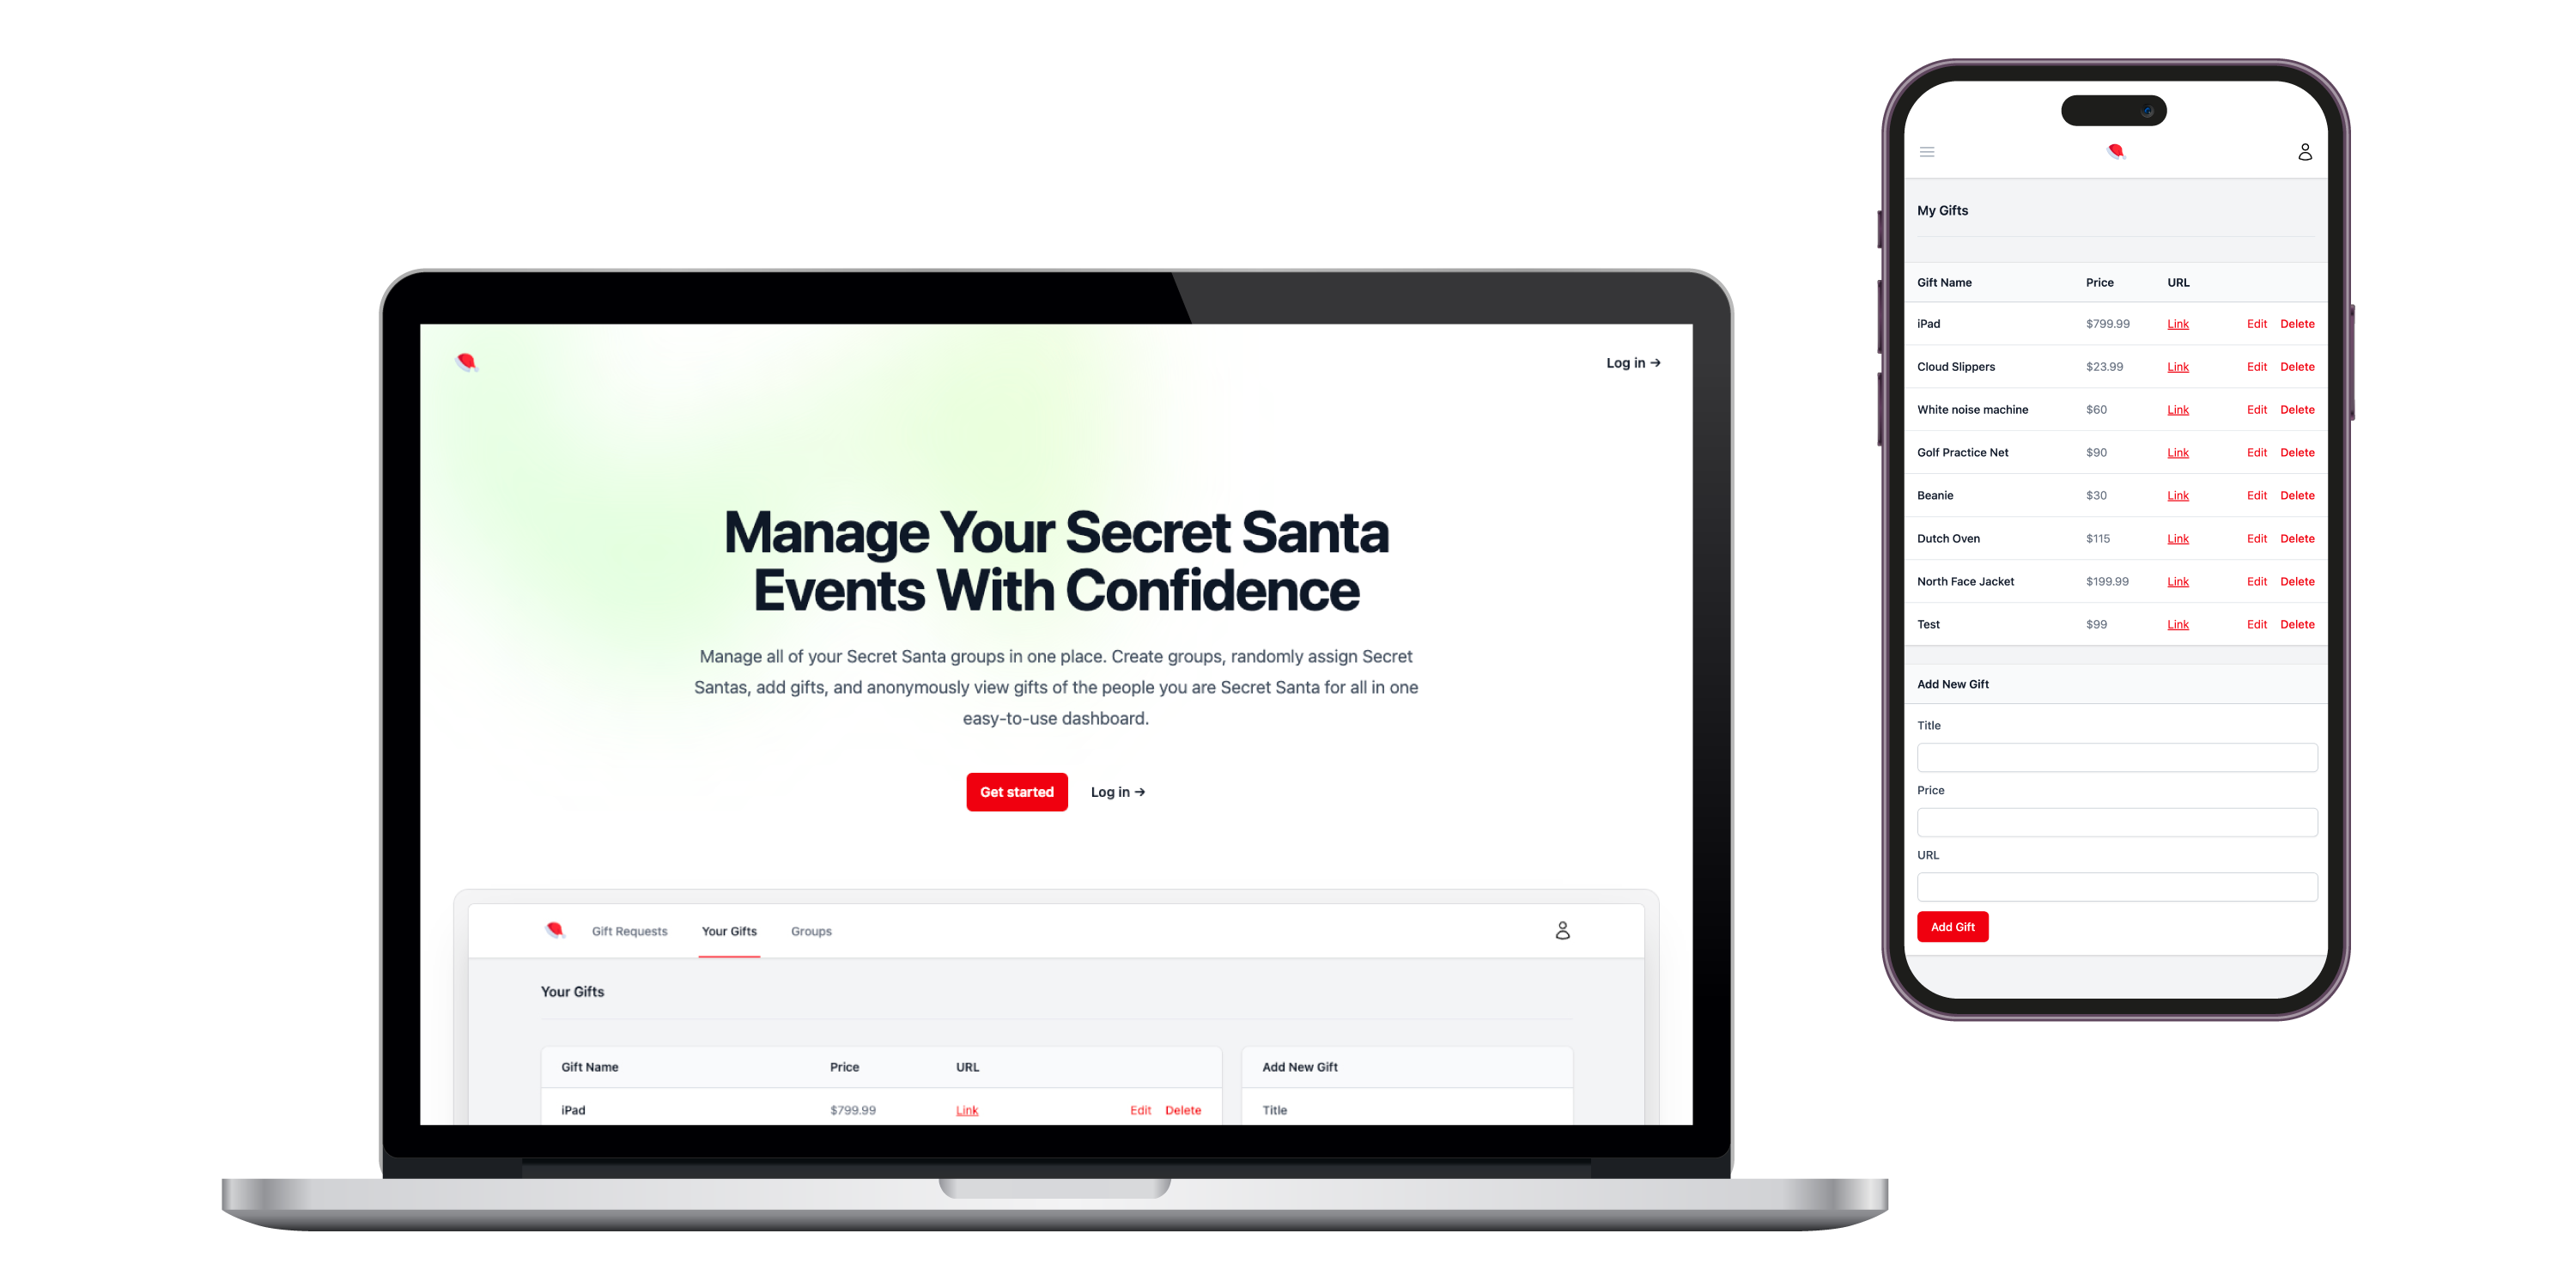 Log in →
Manage Your Secret Santa
Events With Confidence
Manage all of your Secret Santa groups in one place. Create groups, randomly assign Secret
Santas, add gifts, and anonymously view gifts of the people you are Secret Santa for all in one
easy-to-use dashboard.
Get started Log in →
Gift Requests Your Gifts Groups
Your Gifts
Gift Name Price URL
iPad $799.99 Link Edit Delete
Add New Gift
Title
My Gifts
Gift Name Price URL
iPad $799.99 Link Edit Delete
Cloud Slippers $23.99 Link Edit Delete
White noise machine $60 Link Edit Delete
Golf Practice Net $90 Link Edit Delete
Beanie $30 Link Edit Delete
Dutch Oven $115 Link Edit Delete
North Face Jacket $199.99 Link Edit Delete
Test $99 Link Edit Delete
Add New Gift
Title
Price
URL
Add Gift